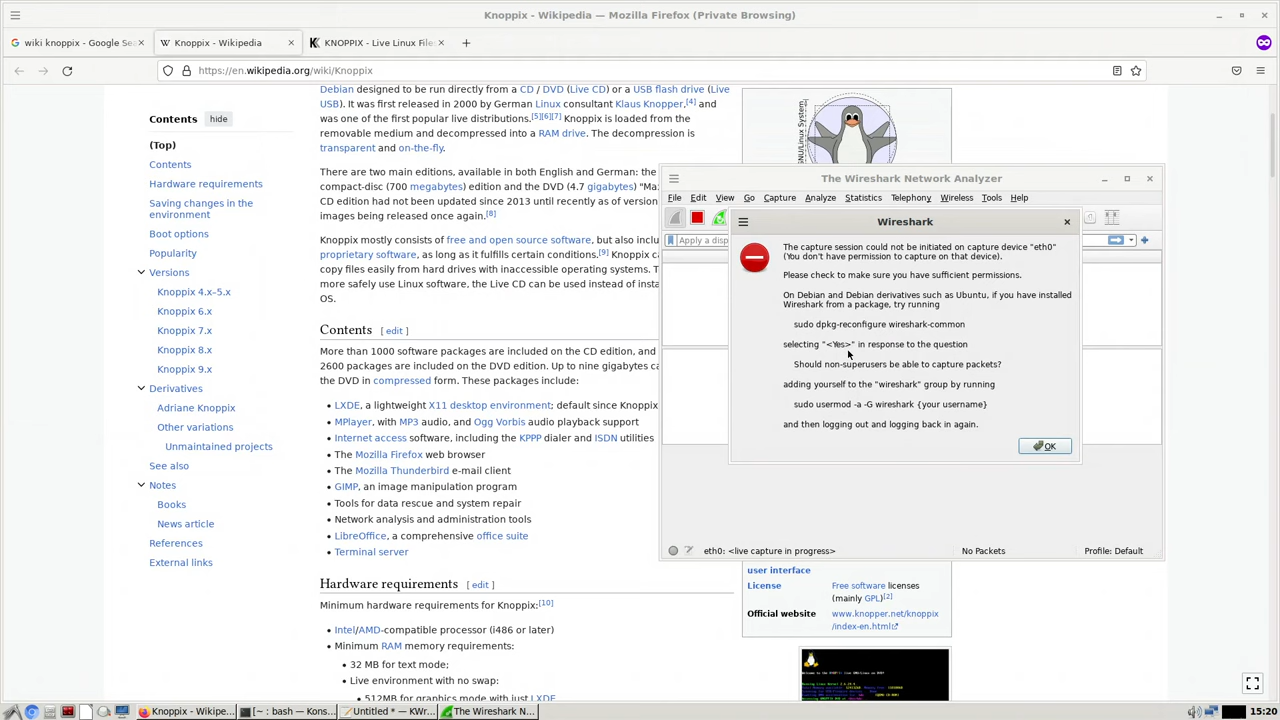 Knoppix - Wikipedia — Mozilla Firefox (Private Browsing)
wiki knoppix - Google Se
Knoppix - Wikipedia
KNOPPIX - Live Linux File
https://en.wikipedia.org/wiki/Knoppix
Contents hide
(Top)
Contents
Hardware requirements
Saving changes in the
environment
Boot options
Popularity
Versions
Knoppix 4.x–5.x
Knoppix 6.x
Knoppix 7.x
Knoppix 8.x
Knoppix 9.x
Derivatives
Adriane Knoppix
Other variations
Unmaintained projects
See also
Notes
Books
News article
References
External links
Debian designed to be run directly from a CD / DVD (Live CD) or a USB flash drive (Live
USB). It was first released in 2000 by German Linux consultant Klaus Knopper,[4] and
was one of the first popular live distributions.[5][6][7] Knoppix is loaded from the
removable medium and decompressed into a RAM drive. The decompression is
transparent and on-the-fly.
There are two main editions, available in both English and German: the
compact-disc (700 megabytes) edition and the DVD (4.7 gigabytes) "Ma
CD edition had not been updated since 2013 until recently as of version
images being released once again.[8]
Knoppix mostly consists of free and open source software, but also inclu
proprietary software, as long as it fulfills certain conditions.[9] Knoppix ca
copy files easily from hard drives with inaccessible operating systems. T
more safely use Linux software, the Live CD can be used instead of insta
OS.
Contents [ edit ]
More than 1000 software packages are included on the CD edition, and
2600 packages are included on the DVD edition. Up to nine gigabytes c
the DVD in compressed form. These packages include:
• LXDE, a lightweight X11 desktop environment; default since Knoppix
• MPlayer, with MP3 audio, and Ogg Vorbis audio playback support
• Internet access software, including the KPPP dialer and ISDN utilities
• The Mozilla Firefox web browser
• The Mozilla Thunderbird e-mail client
• GIMP, an image manipulation program
• Tools for data rescue and system repair
• Network analysis and administration tools
• LibreOffice, a comprehensive office suite
• Terminal server
Hardware requirements [ edit ]
Minimum hardware requirements for Knoppix:[10]
• Intel/AMD-compatible processor (i486 or later)
• Minimum RAM memory requirements:
• 32 MB for text mode;
• Live environment with no swap:
GNU/Linux System
The Wireshark Network Analyzer
File Edit View Go Capture Analyze Statistics Telephony Wireless Tools Help
Apply a disp
Wireshark
The capture session could not be initiated on capture device "eth0"
(You don't have permission to capture on that device).
Please check to make sure you have sufficient permissions.
On Debian and Debian derivatives such as Ubuntu, if you have installed
Wireshark from a package, try running
sudo dpkg-reconfigure wireshark-common
selecting "<Yes>" in response to the question
Should non-superusers be able to capture packets?
adding yourself to the "wireshark" group by running
sudo usermod -a -G wireshark {your username}
and then logging out and logging back in again.
OK
eth0: <live capture in progress> No Packets Profile: Default
user interface
License Free software licenses
(mainly GPL)[2]
Official website www.knopper.net/knoppix
/index-en.html
15:20